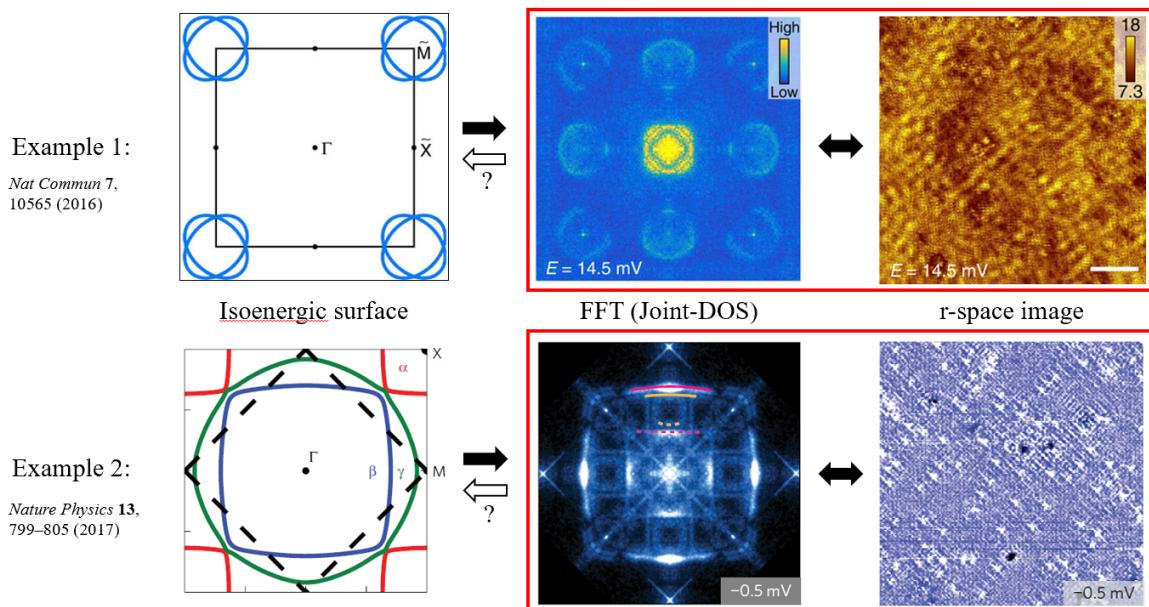 M̃
Γ
X̃
High
Low
E = 14.5 mV
18
7.3
E = 14.5 mV
Example 1:
Nat Commun 7,
10565 (2016)
?
Isoenergic surface
FFT (Joint-DOS)
r-space image
X
α
Γ
β
γ
M
Example 2:
Nature Physics 13,
799–805 (2017)
?
−0.5 mV
−0.5 mV